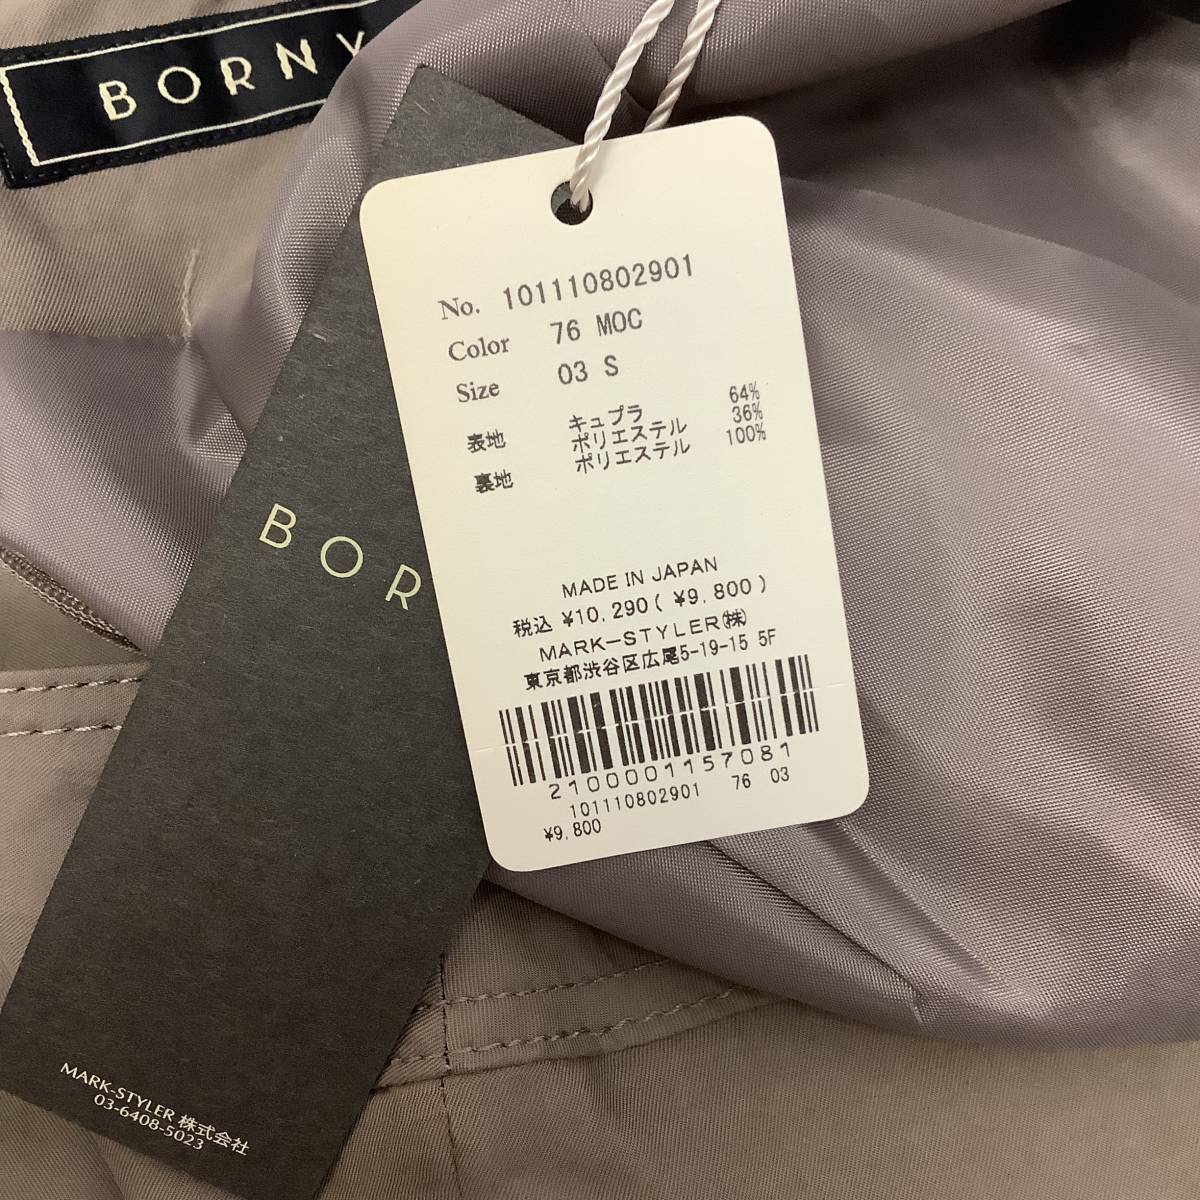 BORNY
No. 101110802901
Color 76 MOC
Size 03 S
表地 キュプラ 64%
ポリエステル 36%
裏地 ポリエステル 100%
MADE IN JAPAN
税込 ¥10,290( ¥9,800)
MARK-STYLER㈱
東京都渋谷区広尾5-19-15 5F
2100001157081
101110802901 76 03
¥9,800
BOR
MARK-STYLER 株式会社
03-6408-5023